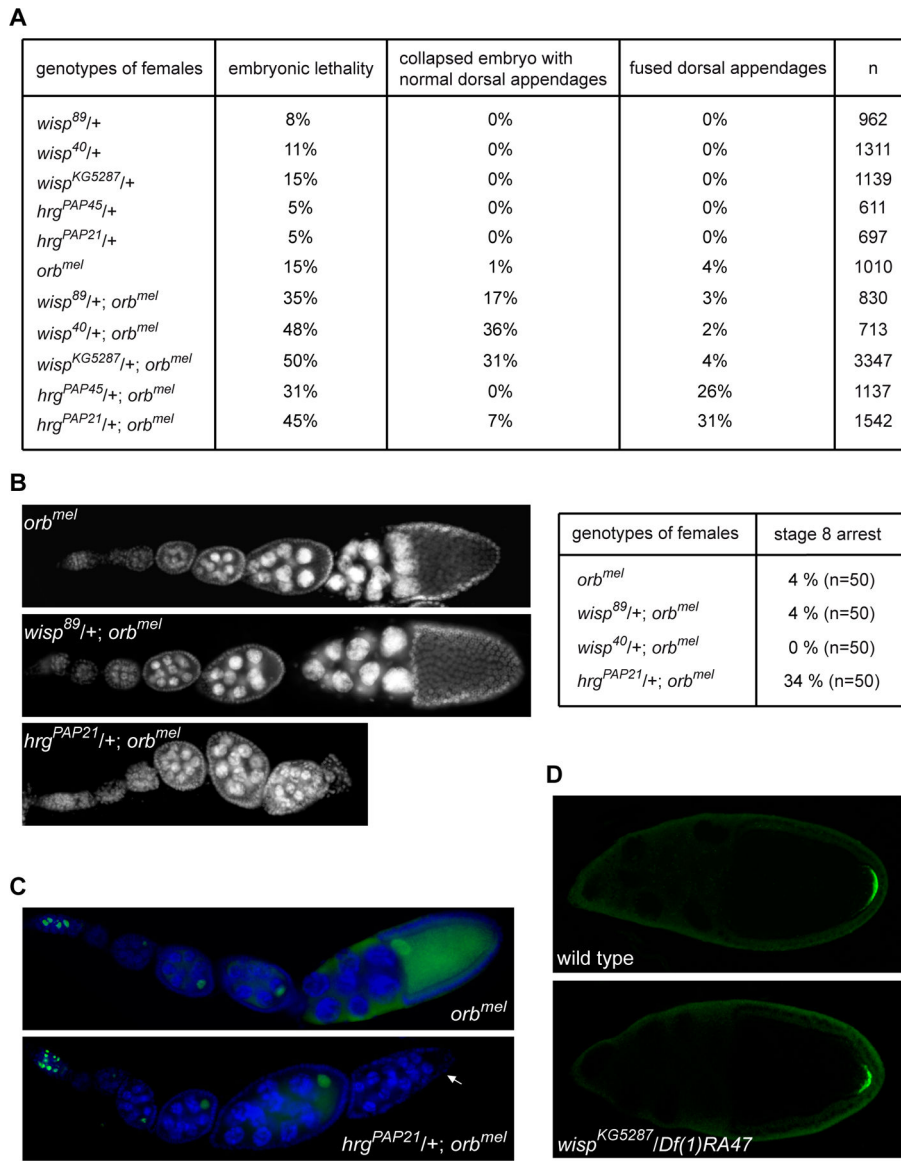 A
genotypes of females embryonic lethality collapsed embryo with normal dorsal appendages fused dorsal appendages n
wisp89/+ 8% 0% 0% 962
wisp40/+ 11% 0% 0% 1311
wispKG5287/+ 15% 0% 0% 1139
hrgPAP45/+ 5% 0% 0% 611
hrgPAP21/+ 5% 0% 0% 697
orbmel 15% 1% 4% 1010
wisp89/+; orbmel 35% 17% 3% 830
wisp40/+; orbmel 48% 36% 2% 713
wispKG5287/+; orbmel 50% 31% 4% 3347
hrgPAP45/+; orbmel 31% 0% 26% 1137
hrgPAP21/+; orbmel 45% 7% 31% 1542
B
orbmel
wisp89/+; orbmel
hrgPAP21/+; orbmel
genotypes of females stage 8 arrest
orbmel 4 % (n=50)
wisp89/+; orbmel 4 % (n=50)
wisp40/+; orbmel 0 % (n=50)
hrgPAP21/+; orbmel 34 % (n=50)
C
orbmel
hrgPAP21/+; orbmel
D
wild type
wispKG5287/Df(1)RA47